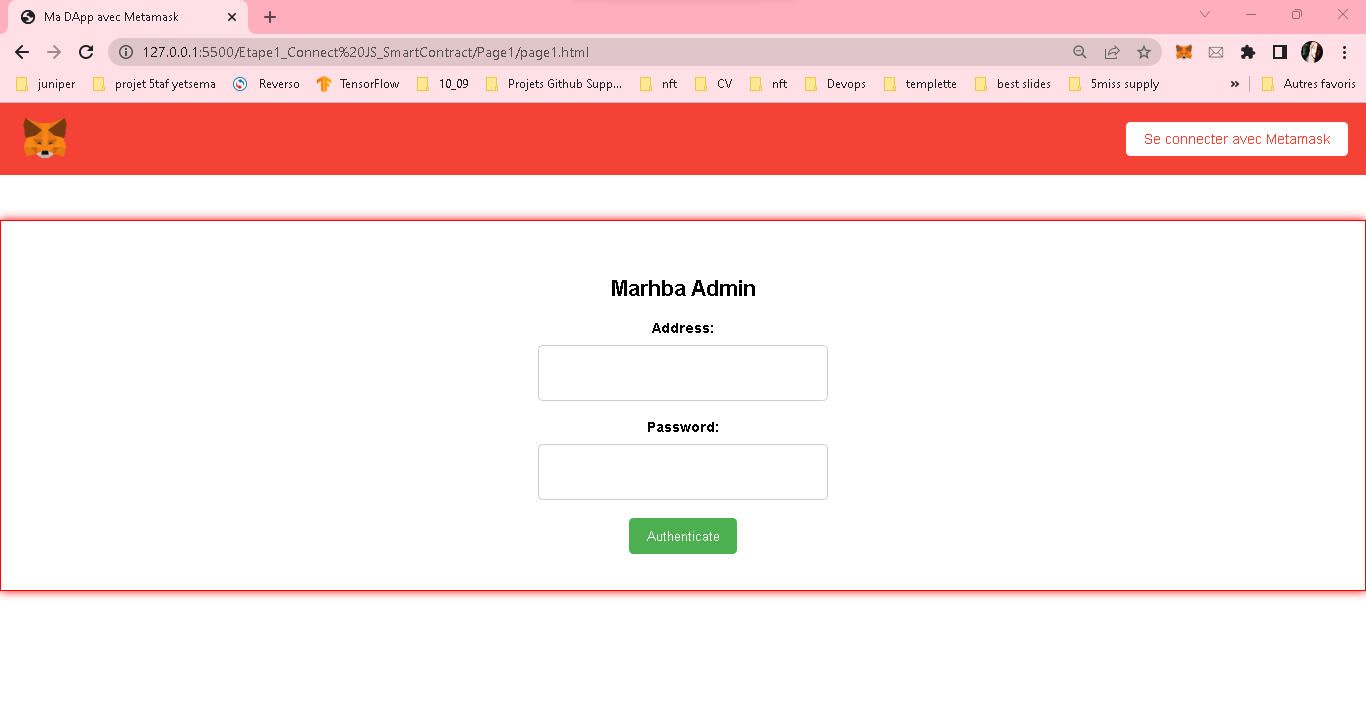 Ma DApp avec Metamask
127.0.0.1:5500/Etape1_Connect%20JS_SmartContract/Page1/page1.html
juniper projet 5taf yetsema Reverso TensorFlow 10_09 Projets Github Supp... nft CV nft Devops templette best slides 5miss supply » Autres favoris
Se connecter avec Metamask
Marhba Admin
Address:
Password:
Authenticate